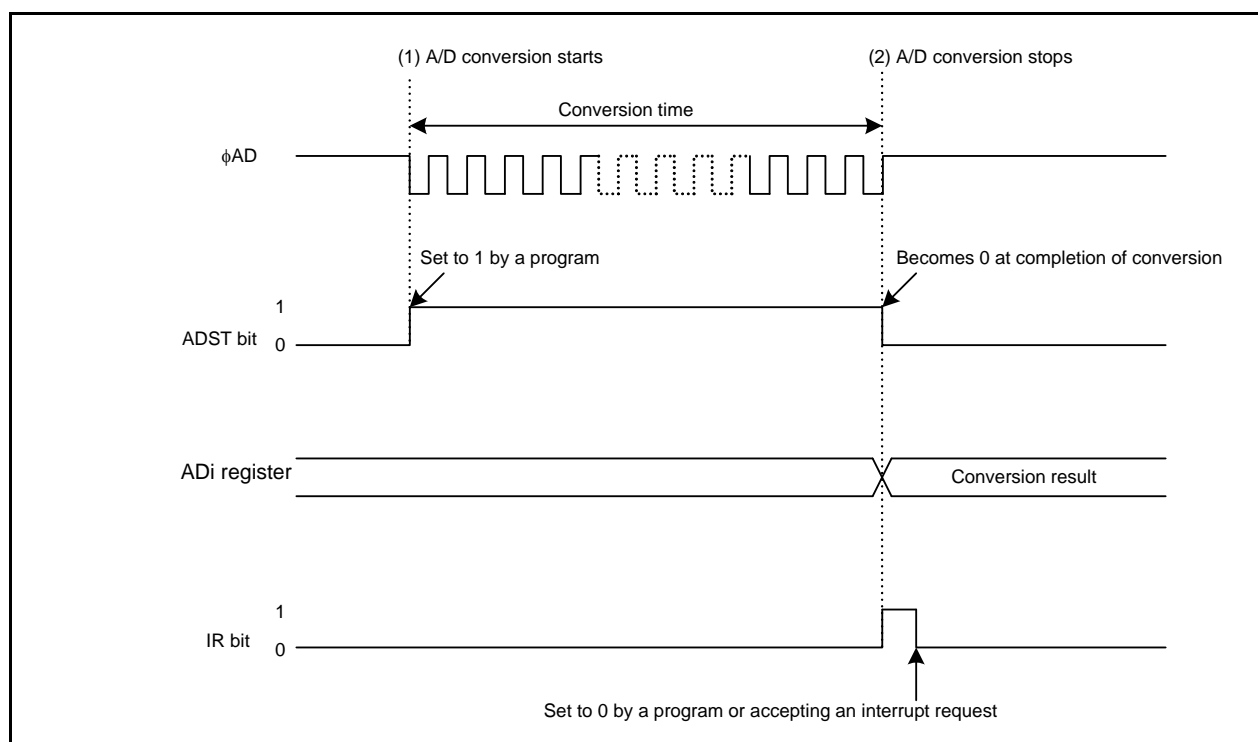 (1) A/D conversion starts
(2) A/D conversion stops
Conversion time
ϕAD
Set to 1 by a program
Becomes 0 at completion of conversion
1
ADST bit
0
ADi register
Conversion result
1
IR bit
0
Set to 0 by a program or accepting an interrupt request